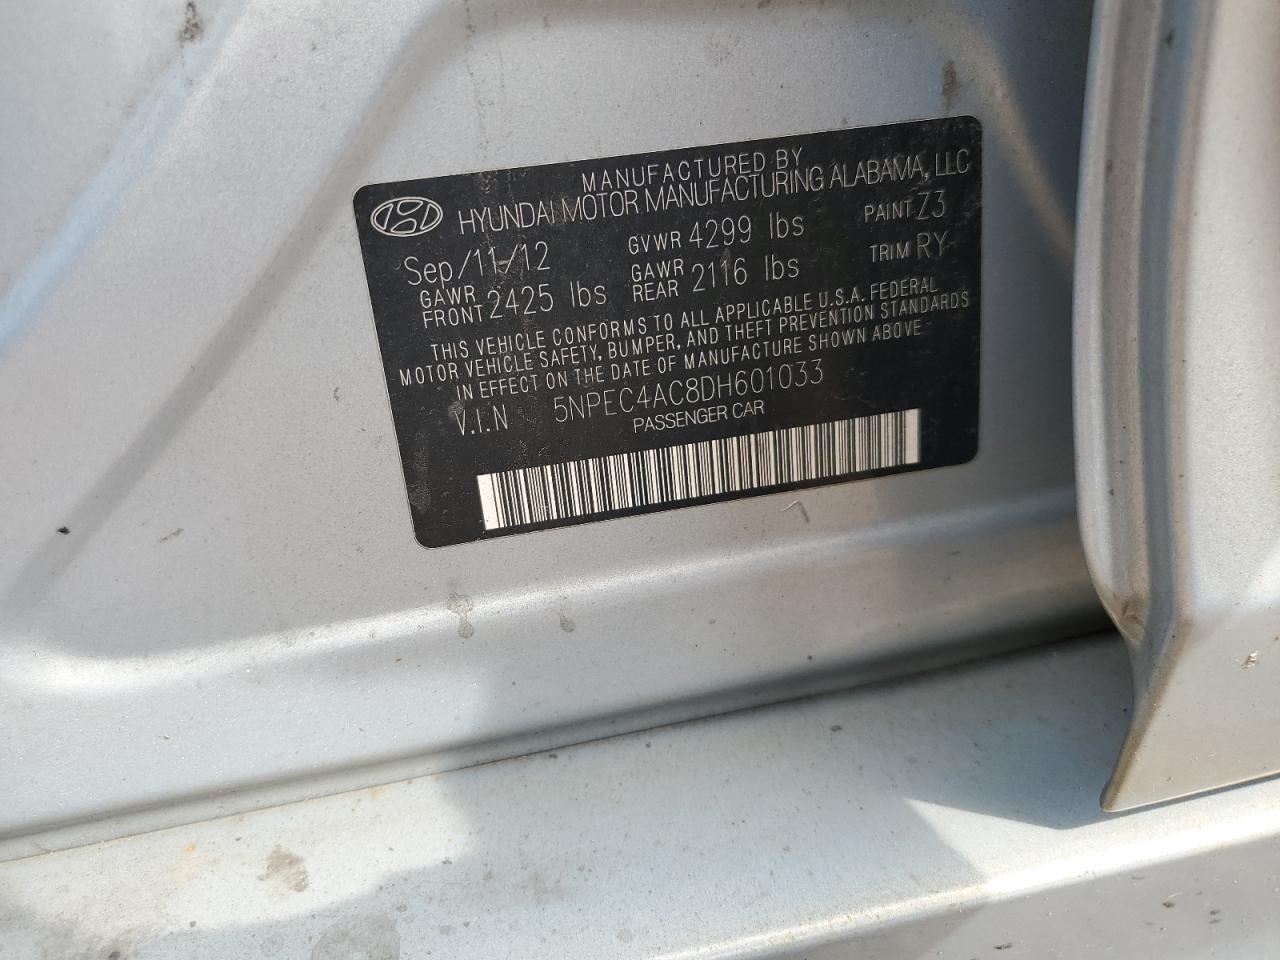 MANUFACTURED BY
HYUNDAI MOTOR MANUFACTURING ALABAMA, LLC
Sep/11/12 GVWR 4299 lbs PAINT Z3
GAWR FRONT 2425 lbs GAWR REAR 2116 lbs TRIM RY
THIS VEHICLE CONFORMS TO ALL APPLICABLE U.S.A. FEDERAL
MOTOR VEHICLE SAFETY, BUMPER, AND THEFT PREVENTION STANDARDS
IN EFFECT ON THE DATE OF MANUFACTURE SHOWN ABOVE
V.I.N 5NPEC4AC8DH601033
PASSENGER CAR